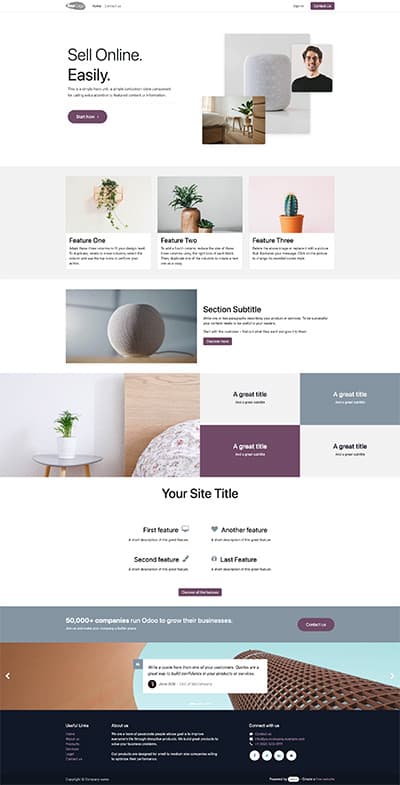 Home Contact us
Sign in
Contact Us
Sell Online.
Easily.
This is a simple hero unit, a simple jumbotron-style component
for calling extra attention to featured content or information.
Start Now
Feature One
Adapt these three columns to fit your design need.
To duplicate, delete or move columns, select the
column and use the top icons to perform your
action.
Feature Two
To add a fourth column, reduce the size of these
three columns using the right icon of each block.
Then, duplicate one of the columns to create a new
one as a copy.
Feature Three
Delete the above image or replace it with a picture
that illustrates your message. Click on the picture
to change its rounded corner style.
Section Subtitle
Write one or two paragraphs describing your product or services. To be successful
your content needs to be useful to your readers.
Start with the customer – find out what they want and give it to them.
Discover more
A great title
And a great subtitle
A great title
And a great subtitle
A great title
And a great subtitle
A great title
And a great subtitle
Your Site Title
First feature
A short description of this great feature.
Another feature
A short description of this great feature.
Second feature
A short description of this great feature.
Last Feature
A short description of this great feature.
Discover all the features
50,000+ companies run Odoo to grow their businesses.
Join us and make your company a better place.
Contact us
Write a quote here from one of your customers. Quotes are a
great way to build confidence in your products or services.
Jane DOE • CEO of MyCompany
Useful Links
Home
About us
Products
Services
Legal
Contact us
About us
We are a team of passionate people whose goal is to improve
everyone's life through disruptive products. We build great products to
solve your business problems.
Our products are designed for small to medium size companies willing
to optimize their performance.
Connect with us
Contact us
info@yourcompany.example.com
+1 (650) 555-0111
Copyright © Company name
Powered by odoo - Create a free website